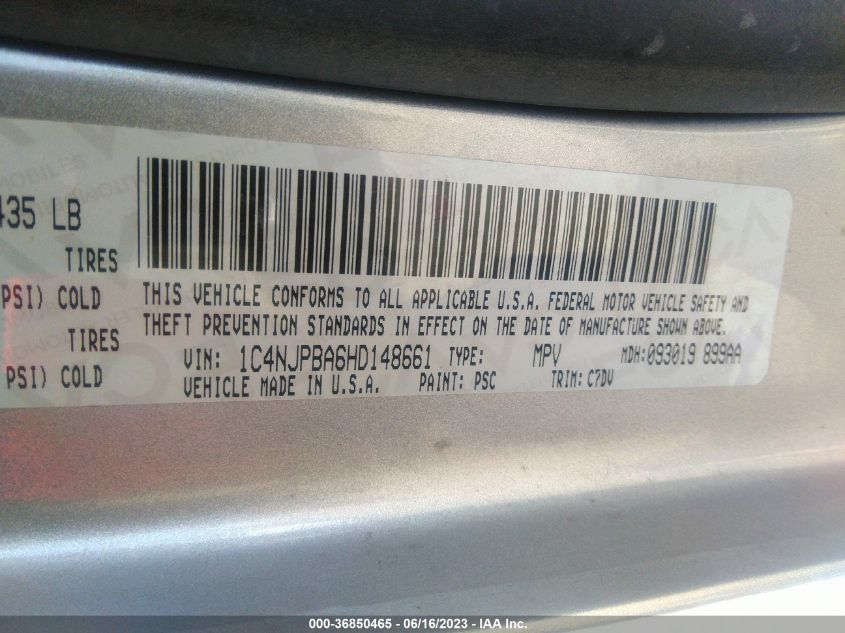 435 LB
TIRES
PSI) COLD
TIRES
PSI) COLD
THIS VEHICLE CONFORMS TO ALL APPLICABLE U.S.A. FEDERAL MOTOR VEHICLE SAFETY AND
THEFT PREVENTION STANDARDS IN EFFECT ON THE DATE OF MANUFACTURE SHOWN ABOVE.
VIN: 1C4NJPBA6HD148661 TYPE: MPV MDH:093019 899AA
VEHICLE MADE IN U.S.A. PAINT: PSC TRIM: C7DV
000-36850465 - 06/16/2023 - IAA Inc.